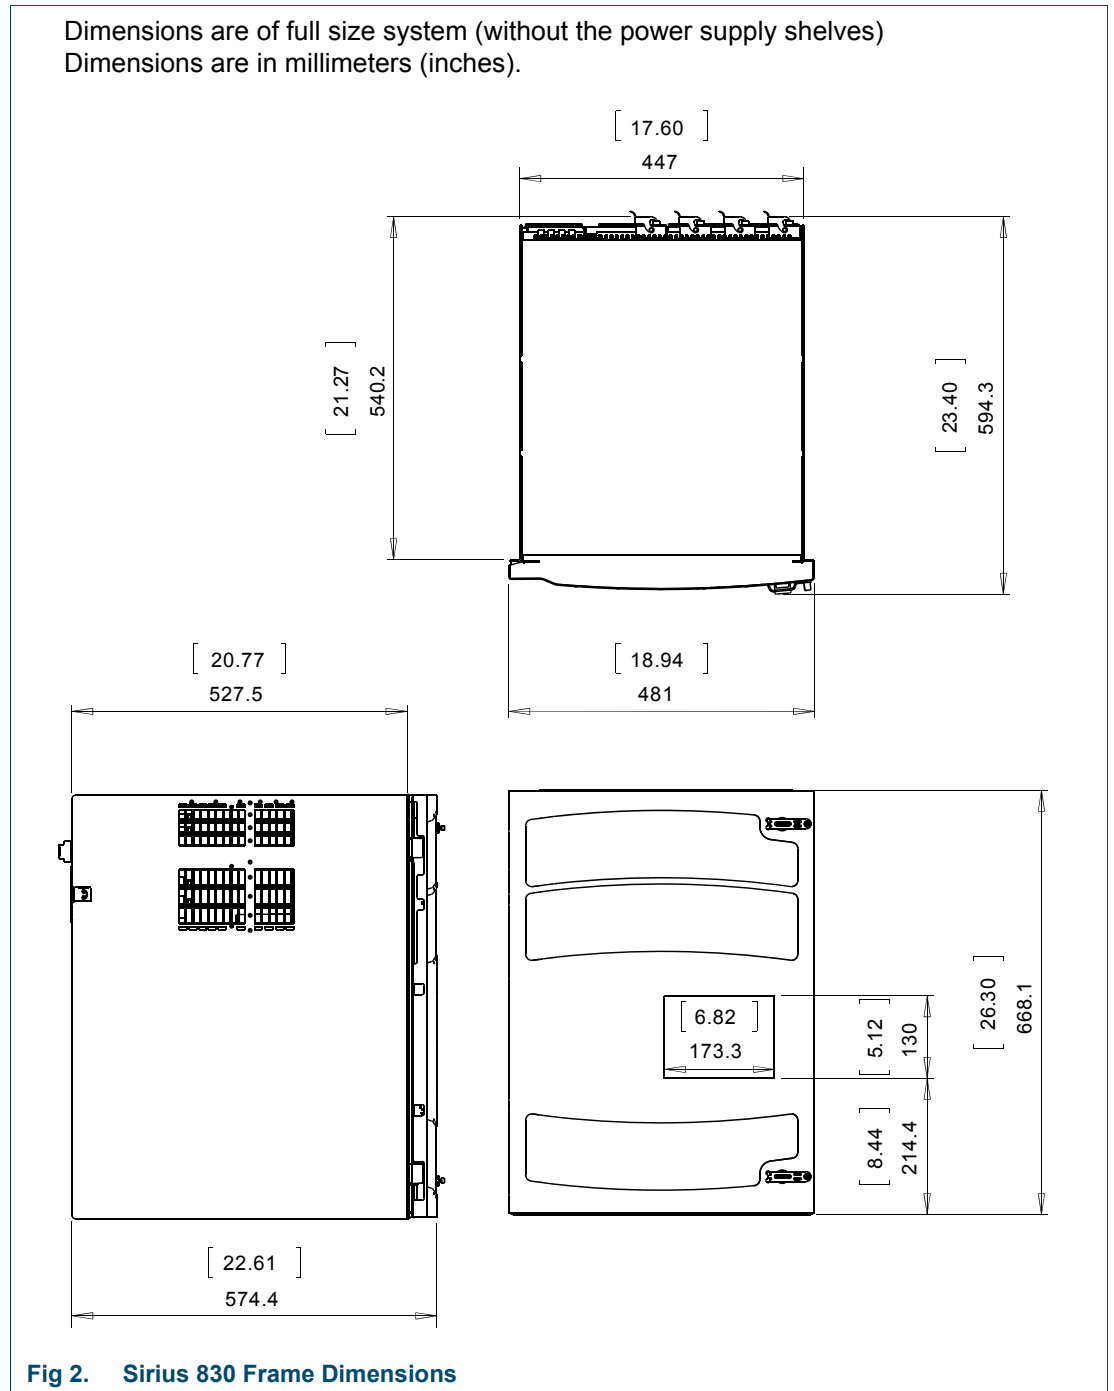 Dimensions are of full size system (without the power supply shelves)
Dimensions are in millimeters (inches).
[ 17.60 ]
447
[ 21.27 ]
540.2
[ 23.40 ]
594.3
[ 20.77 ]
527.5
[ 18.94 ]
481
[ 6.82 ]
173.3
[ 5.12 ]
130
[ 26.30 ]
668.1
[ 8.44 ]
214.4
[ 22.61 ]
574.4
Fig 2. Sirius 830 Frame Dimensions